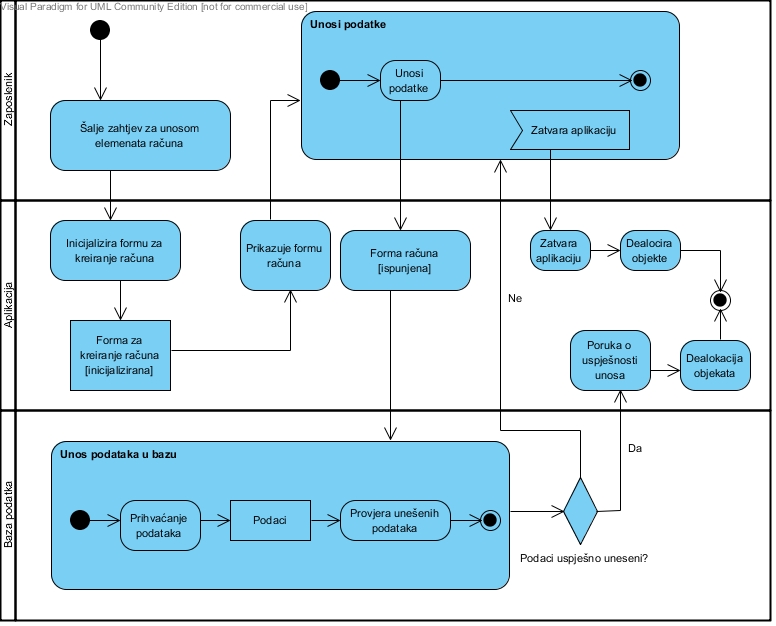 Visual Paradigm for UML Community Edition [not for commercial use]
Zaposlenik
Šalje zahtjev za unosom
elemenata računa
Unosi podatke
Unosi
podatke
Zatvara aplikaciju
Aplikacija
Inicijalizira formu za
kreiranje računa
Forma za
kreiranje računa
[inicijalizirana]
Prikazuje formu
računa
Forma računa
[ispunjena]
Ne
Zatvara
aplikaciju
Dealocira
objekte
Poruka o
uspješnosti
unosa
Dealokacija
objekata
Baza podatka
Unos podataka u bazu
Prihvaćanje
podataka
Podaci
Provjera unešenih
podataka
Da
Podaci uspješno uneseni?